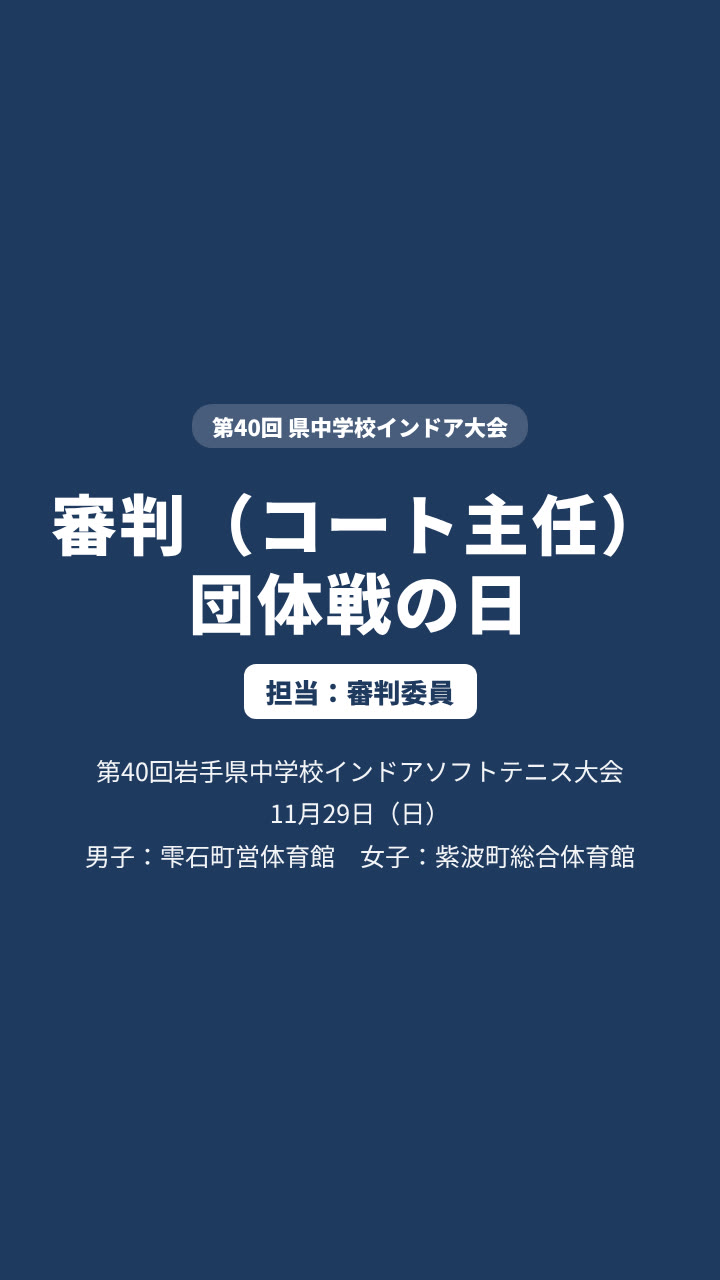 第40回 県中学校インドア大会
審判（コート主任）
団体戦の日
担当：審判委員
第40回岩手県中学校インドアソフトテニス大会
11月29日（日）
男子：雫石町営体育館　女子：紫波町総合体育館